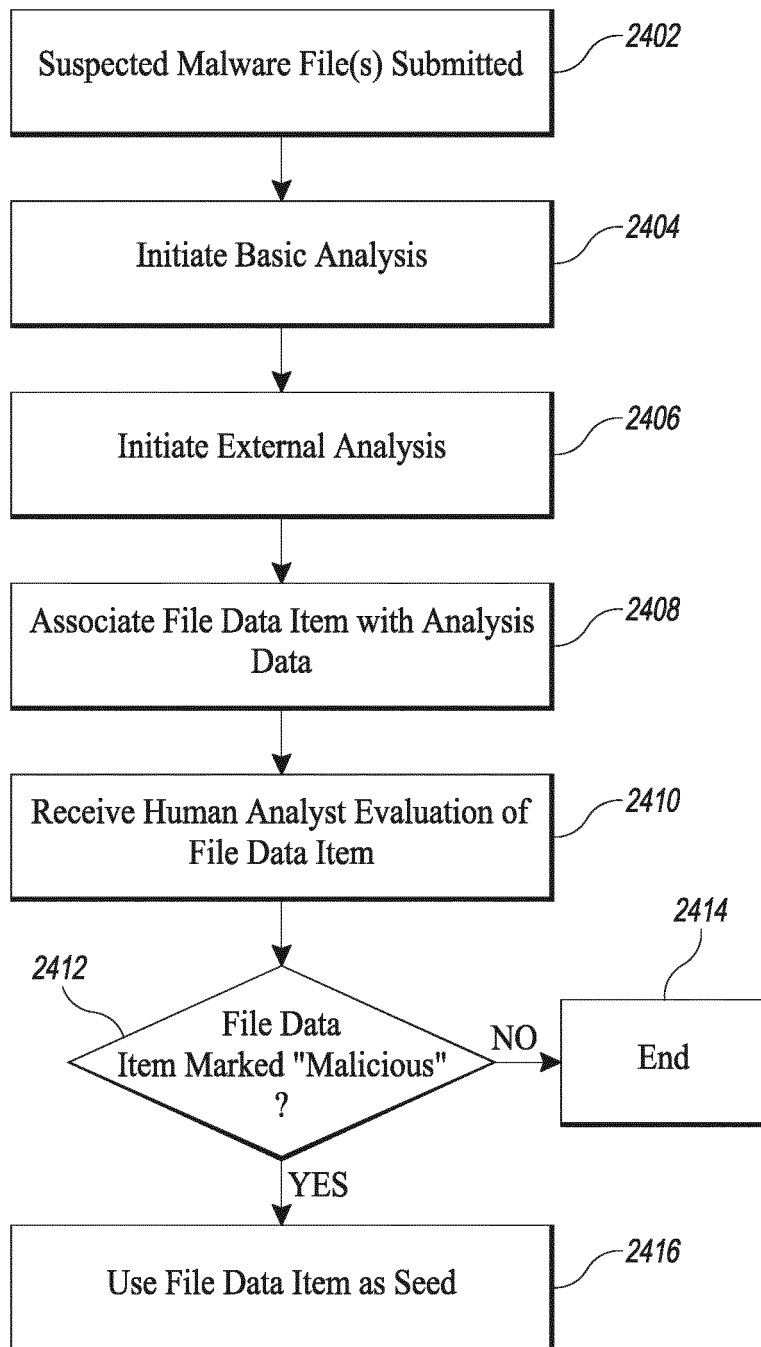 Suspected Malware File(s) Submitted
2402
Initiate Basic Analysis
2404
Initiate External Analysis
2406
Associate File Data Item with Analysis
Data
2408
Receive Human Analyst Evaluation of
File Data Item
2410
2412
File Data
Item Marked "Malicious"
?
NO
2414
End
YES
Use File Data Item as Seed
2416